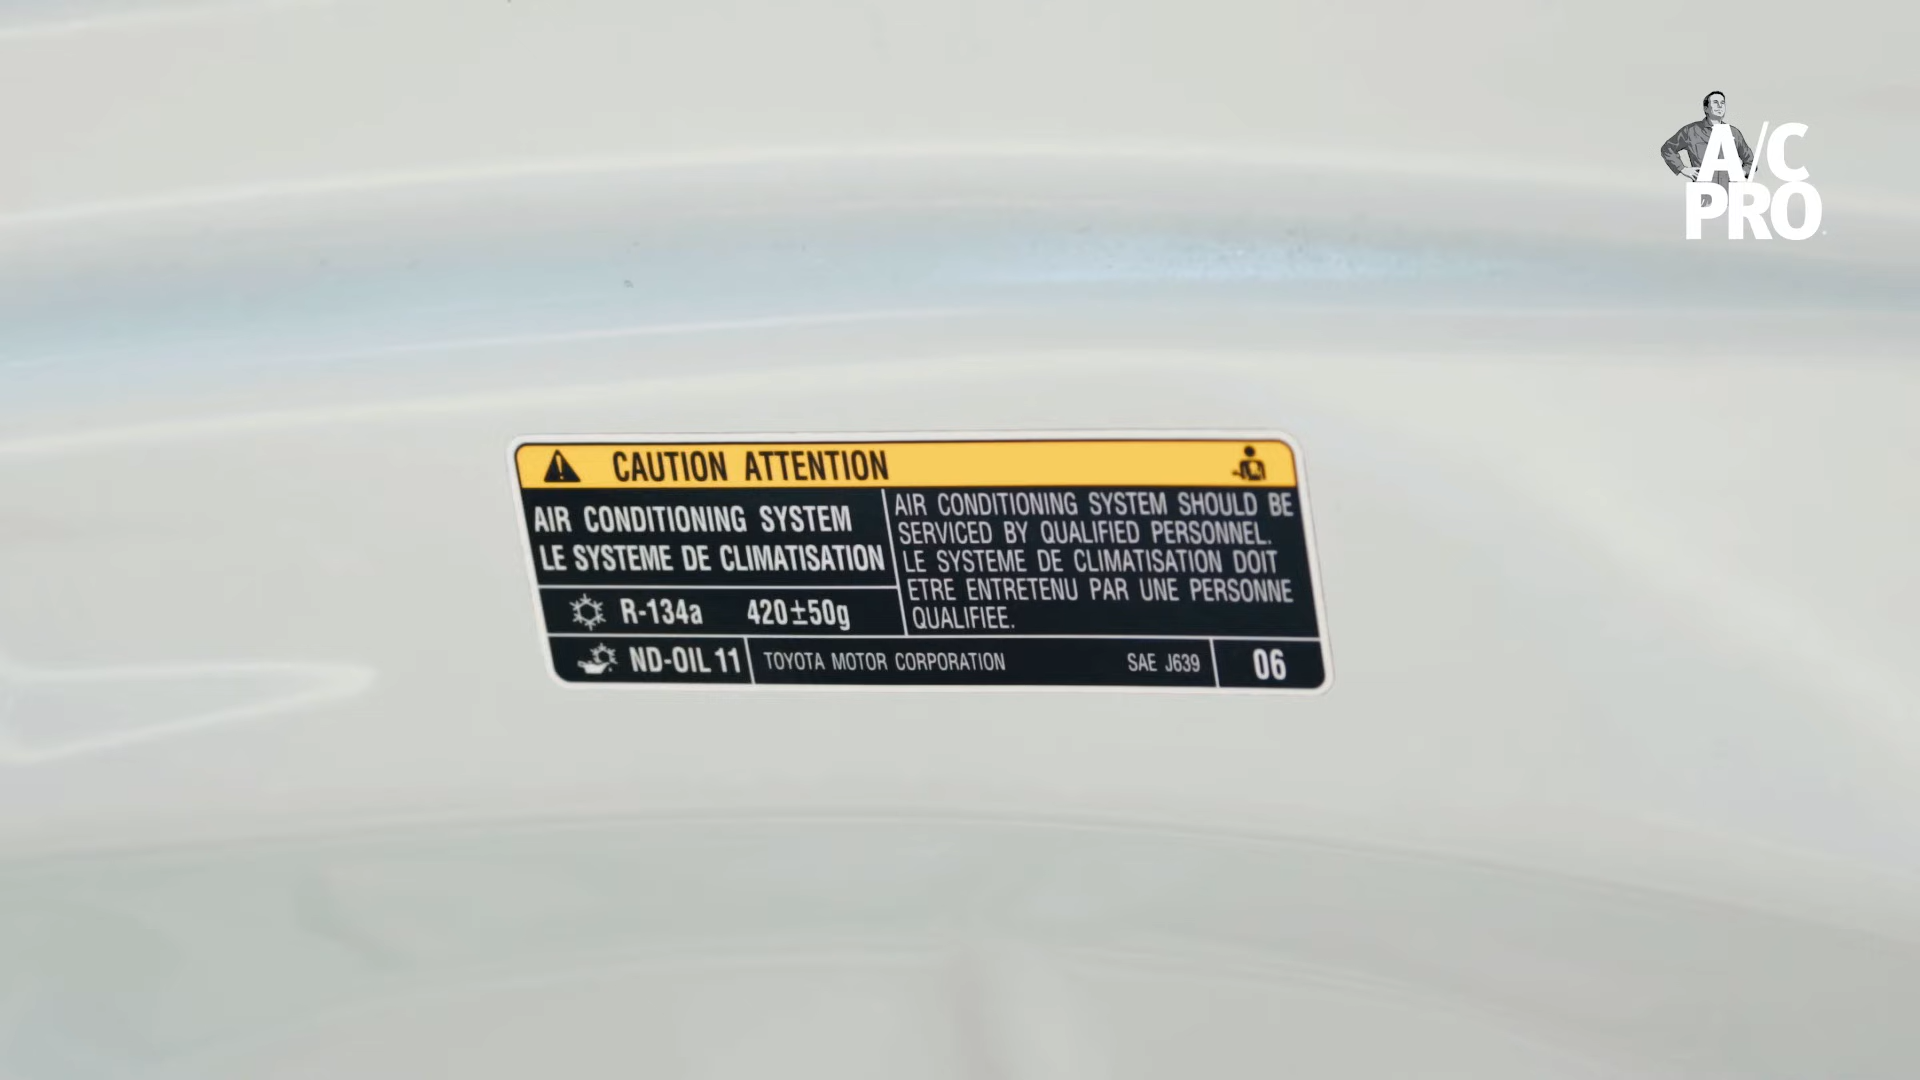 A/C
PRO
CAUTION ATTENTION
AIR CONDITIONING SYSTEM
LE SYSTEME DE CLIMATISATION
R-134a 420±50g
AIR CONDITIONING SYSTEM SHOULD BE
SERVICED BY QUALIFIED PERSONNEL.
LE SYSTEME DE CLIMATISATION DOIT
ETRE ENTRETENU PAR UNE PERSONNE
QUALIFIEE.
ND-OIL 11 TOYOTA MOTOR CORPORATION SAE J639 06